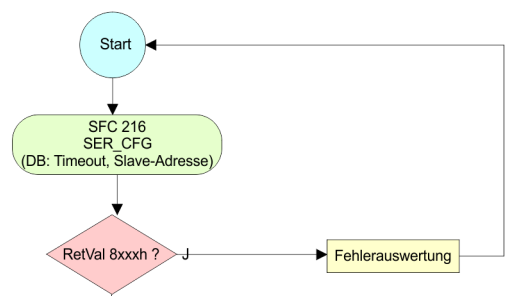 Start
SFC 216
SER_CFG
(DB: Timeout, Slave-Adresse)
RetVal 8xxxh ?
J
Fehlerauswertung